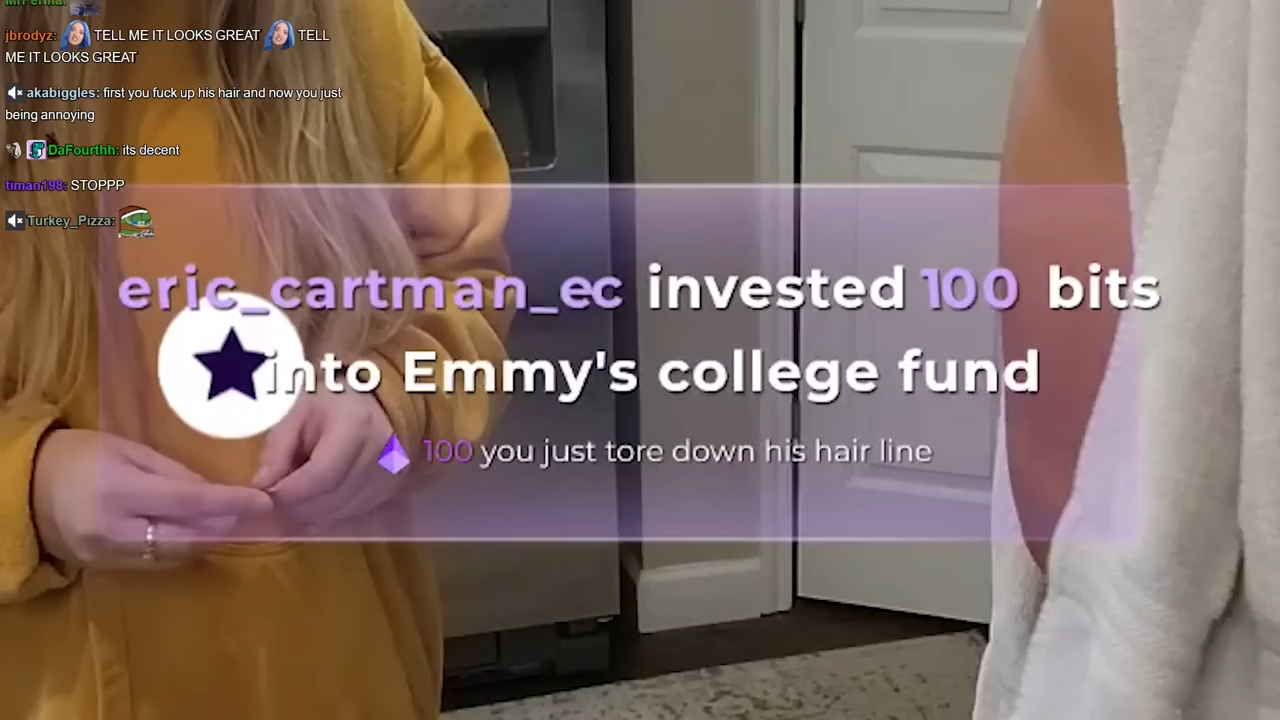 MrFerma:
jbrodyz: TELL ME IT LOOKS GREAT TELL
ME IT LOOKS GREAT
akabiggles: first you fuck up his hair and now you just
being annoying
DaFourthh: its decent
timan198: STOPPP
Turkey_Pizza:
eric_cartman_ec invested 100 bits
into Emmy's college fund
100 you just tore down his hair line